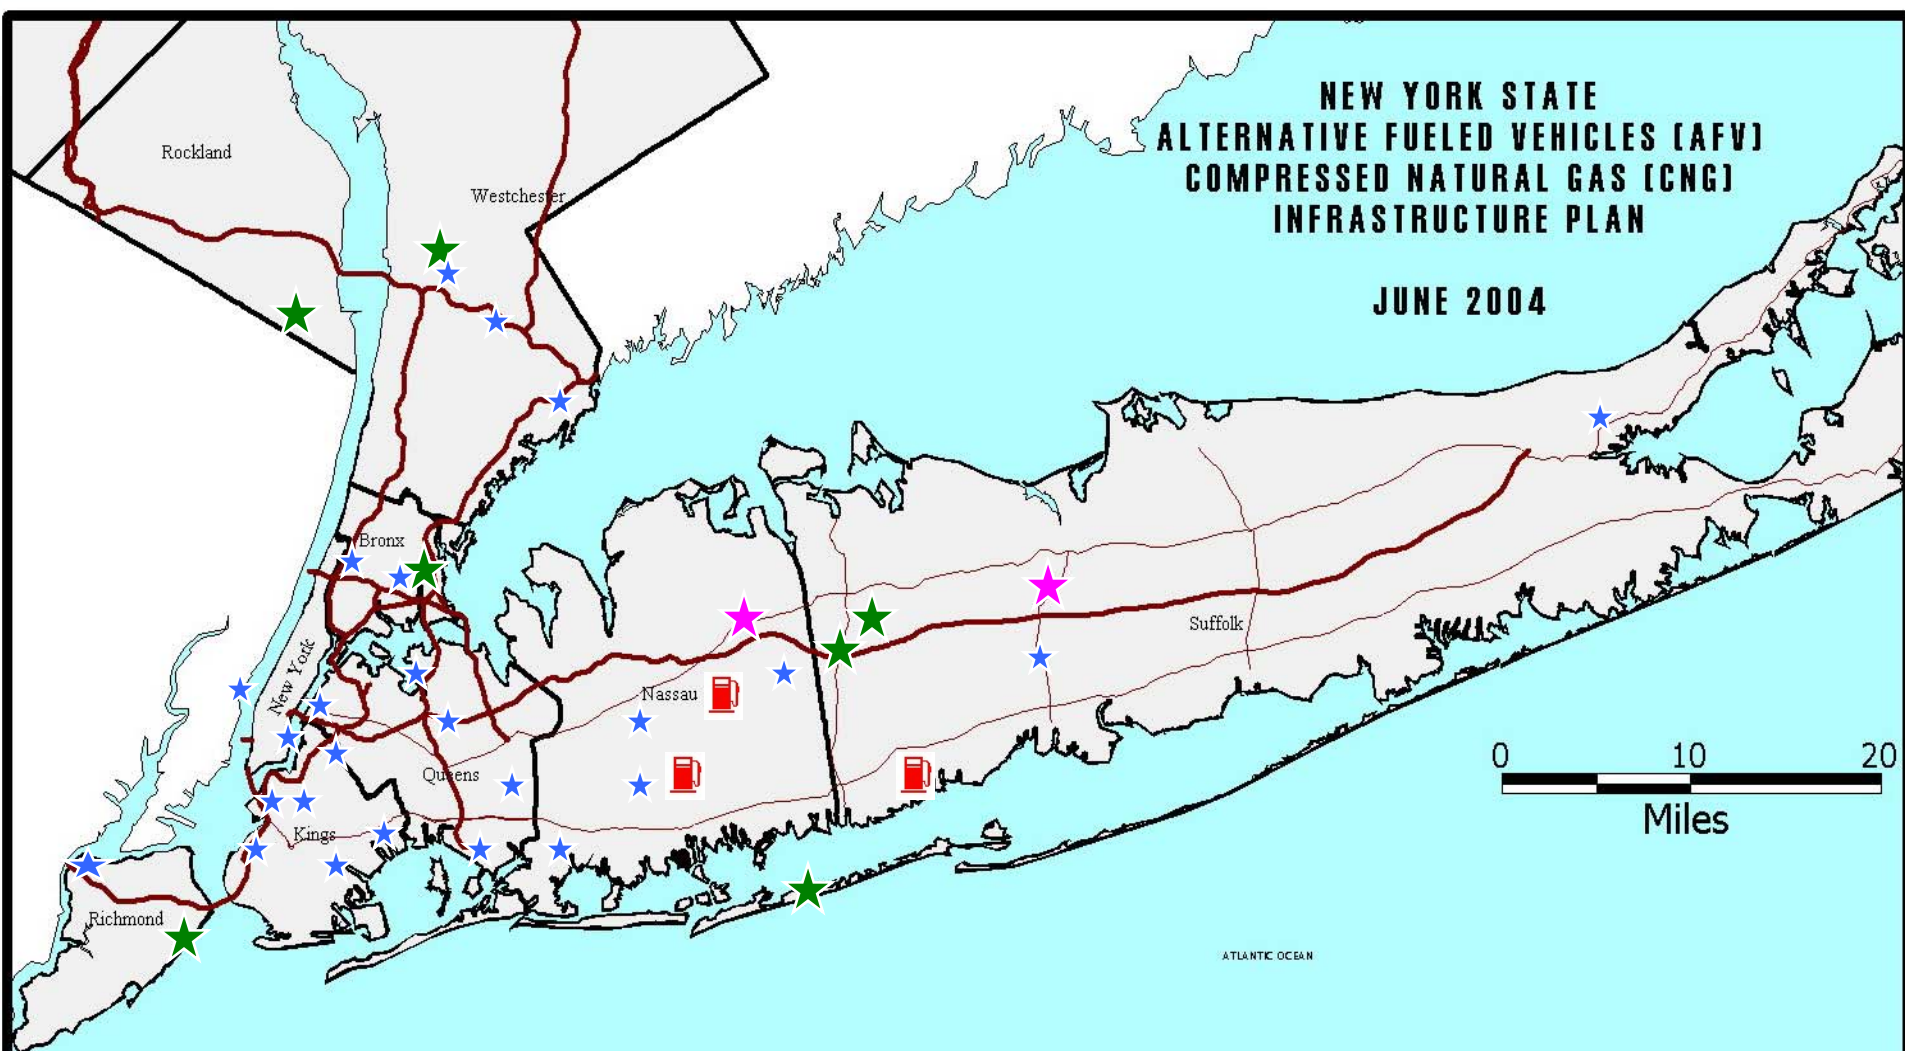 NEW YORK STATE
ALTERNATIVE FUELED VEHICLES (AFV)
COMPRESSED NATURAL GAS (CNG)
INFRASTRUCTURE PLAN
JUNE 2004
Rockland
Westchester
Bronx
New York
Nassau
Suffolk
Queens
Kings
Richmond
0 10 20
Miles
ATLANTIC OCEAN